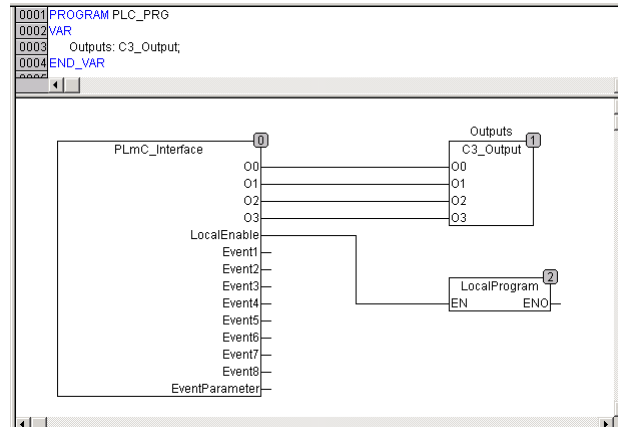 0001 PROGRAM PLC_PRG
0002 VAR
0003 Outputs: C3_Output;
0004 END_VAR
0
PLmC_Interface
O0
O1
O2
O3
LocalEnable
Event1
Event2
Event3
Event4
Event5
Event6
Event7
Event8
EventParameter
Outputs
1
C3_Output
O0
O1
O2
O3
2
LocalProgram
EN ENO